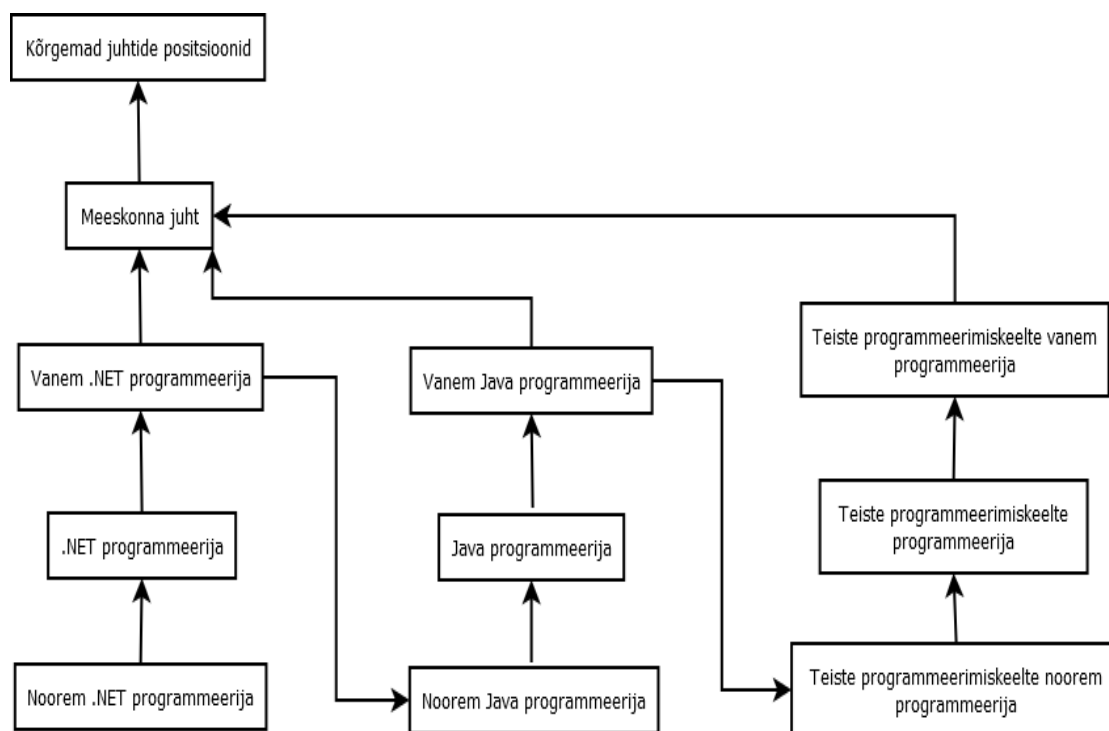 Kõrgemad juhtide positsioonid
Meeskonna juht
Vanem .NET programmeerija
Vanem Java programmeerija
Teiste programmeerimiskeelte vanem
programmeerija
.NET programmeerija
Java programmeerija
Teiste programmeerimiskeelte
programmeerija
Noorem .NET programmeerija
Noorem Java programmeerija
Teiste programmeerimiskeelte noorem
programmeerija